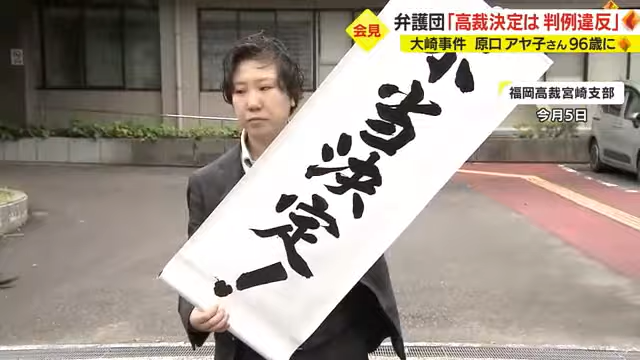 会見
弁護団「高裁決定は 判例違反」
大崎事件 原口 アヤ子さん 96歳に
福岡高裁宮崎支部
今月5日
不当決定!